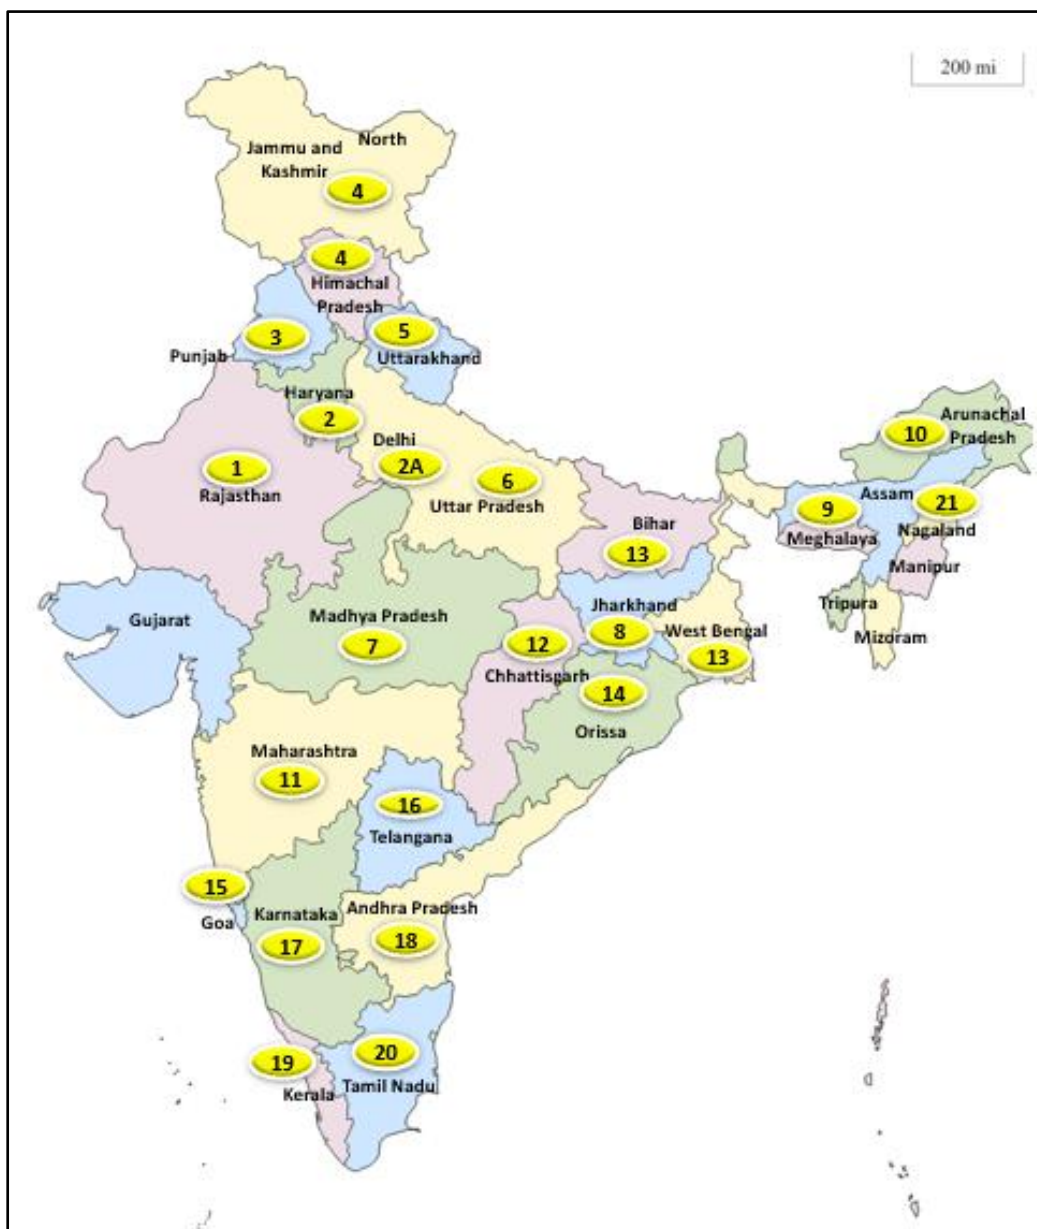 200 mi
North
Jammu and
Kashmir
4
4
Himachal
Pradesh
3
5
Punjab
Uttarakhand
Haryana
2
Delhi
2A
1
Rajasthan
6
Uttar Pradesh
Arunachal
10
Pradesh
Assam
9
21
Meghalaya
Nagaland
Manipur
Bihar
13
Tripura
Mizoram
Gujarat
Madhya Pradesh
7
Jharkhand
8
West Bengal
13
12
Chhattisgarh
14
Orissa
Maharashtra
11
16
Telangana
15
Goa
Karnataka
17
Andhra Pradesh
18
19
Kerala
20
Tamil Nadu